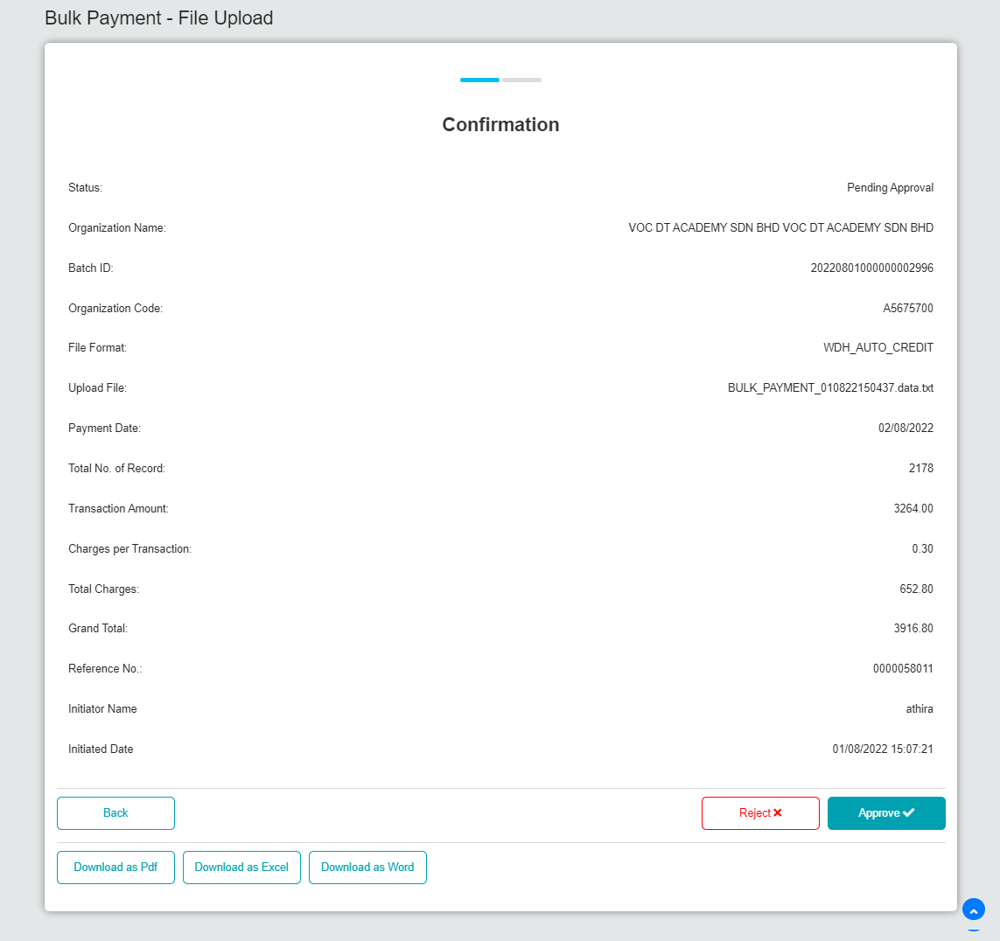 Bulk Payment - File Upload
Confirmation
Status: Pending Approval
Organization Name: VOC DT ACADEMY SDN BHD VOC DT ACADEMY SDN BHD
Batch ID: 20220801000000002996
Organization Code: A5675700
File Format: WDH_AUTO_CREDIT
Upload File: BULK_PAYMENT_010822150437.data.txt
Payment Date: 02/08/2022
Total No. of Record: 2178
Transaction Amount: 3264.00
Charges per Transaction: 0.30
Total Charges: 652.80
Grand Total: 3916.80
Reference No.: 0000058011
Initiator Name athira
Initiated Date 01/08/2022 15:07:21
Back Reject Approve
Download as Pdf Download as Excel Download as Word